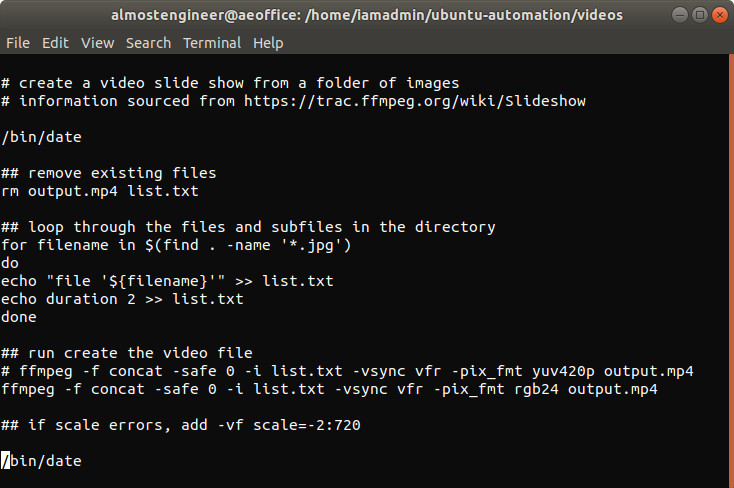 almostengineer@aeoffice: /home/iamadmin/ubuntu-automation/videos
File Edit View Search Terminal Help
# create a video slide show from a folder of images
# information sourced from https://trac.ffmpeg.org/wiki/Slideshow
/bin/date
## remove existing files
rm output.mp4 list.txt
## loop through the files and subfiles in the directory
for filename in $(find . -name '*.jpg')
do
echo "file '${filename}'" >> list.txt
echo duration 2 >> list.txt
done
## run create the video file
# ffmpeg -f concat -safe 0 -i list.txt -vsync vfr -pix_fmt yuv420p output.mp4
ffmpeg -f concat -safe 0 -i list.txt -vsync vfr -pix_fmt rgb24 output.mp4
## if scale errors, add -vf scale=-2:720
/bin/date